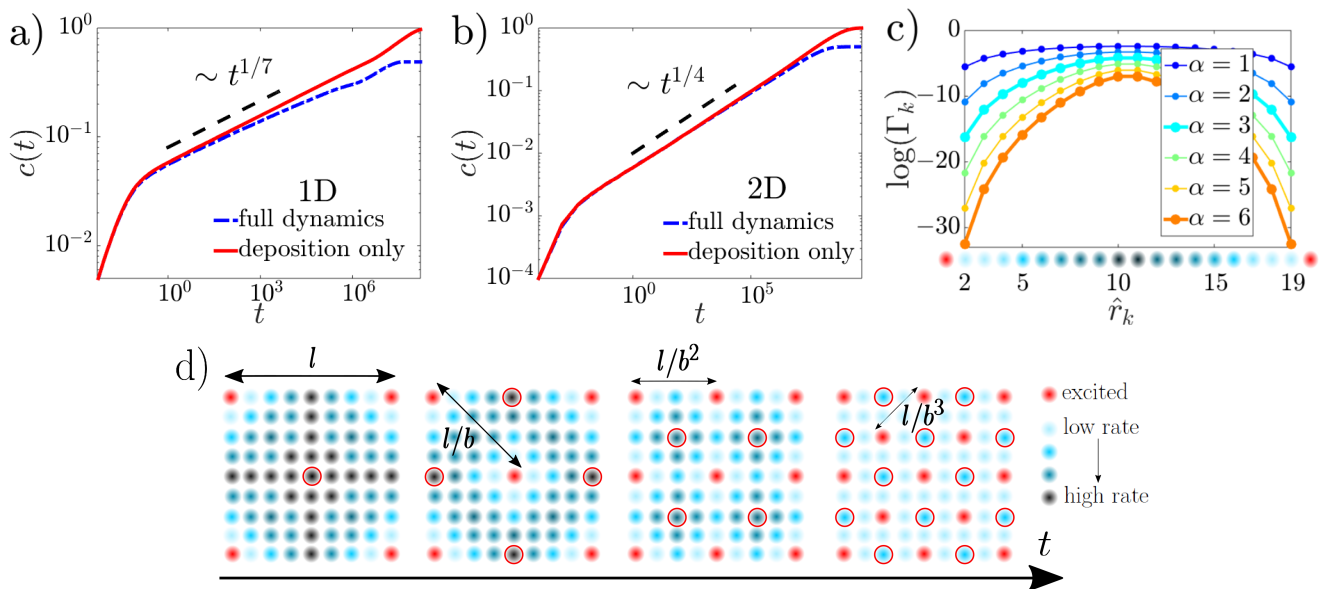 a)
10^0
10^{-1}
10^{-2}
c(t)
~ t^{1/7}
1D
full dynamics
deposition only
10^0
10^3
10^6
t
b)
10^0
10^{-1}
10^{-2}
10^{-3}
10^{-4}
c(t)
~ t^{1/4}
2D
full dynamics
deposition only
10^0
10^5
t
c)
0
−10
−20
−30
log(Γ_k)
α = 1
α = 2
α = 3
α = 4
α = 5
α = 6
2
5
10
15
19
r̂_k
d)
l
l/b
l/b^2
l/b^3
excited
low rate
high rate
t